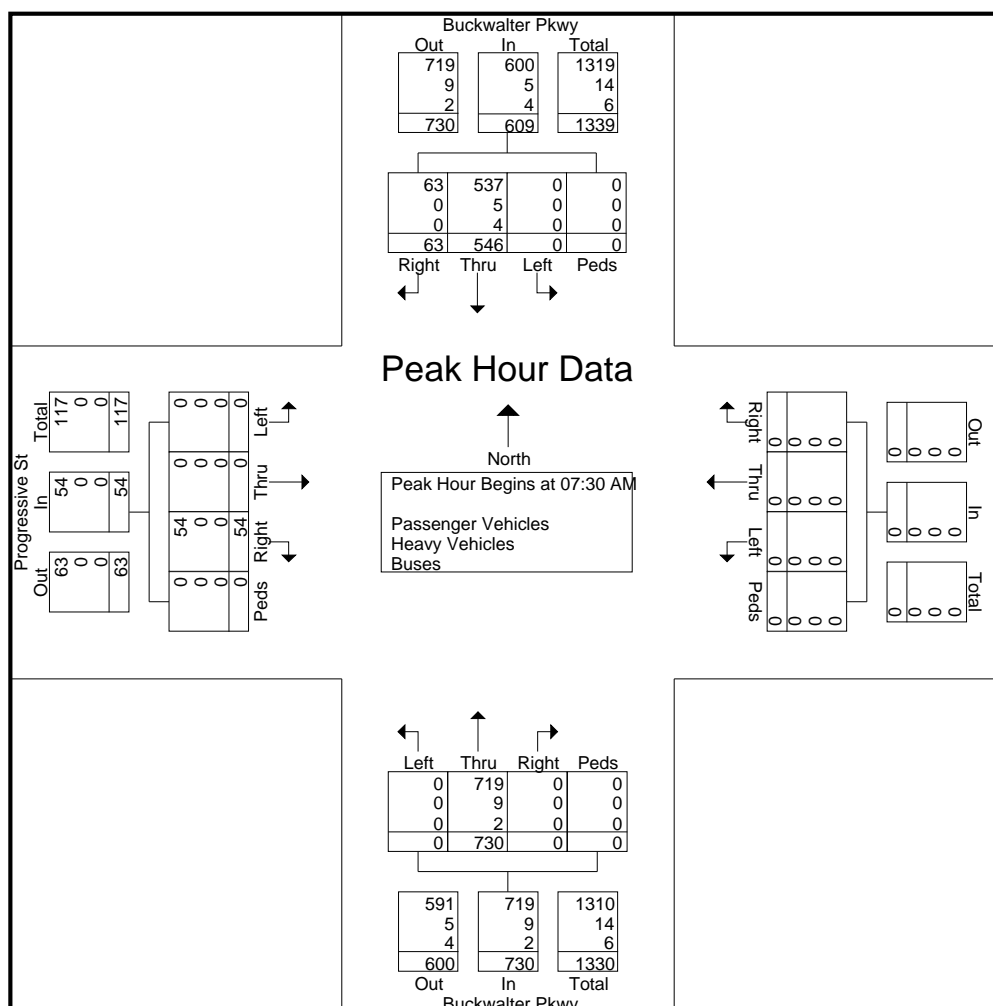 Buckwalter Pkwy
Out In Total
719 600 1319
9 5 14
2 4 6
730 609 1339
63 537 0 0
0 5 0 0
0 4 0 0
63 546 0 0
Right Thru Left Peds
Peak Hour Data
North
Peak Hour Begins at 07:30 AM
Passenger Vehicles
Heavy Vehicles
Buses
Progressive St
Out In Total
63 54 117
0 0 0
0 0 0
63 54 117
0 54 0 0
0 0 0 0
0 0 0 0
0 54 0 0
Peds Right Thru Left
Right Thru Left Peds
0 0 0 0
0 0 0 0
0 0 0 0
0 0 0 0
Out In Total
0 0 0
0 0 0
0 0 0
0 0 0
Left Thru Right Peds
0 719 0 0
0 9 0 0
0 2 0 0
0 730 0 0
591 719 1310
5 9 14
4 2 6
600 730 1330
Out In Total
Buckwalter Pkwy